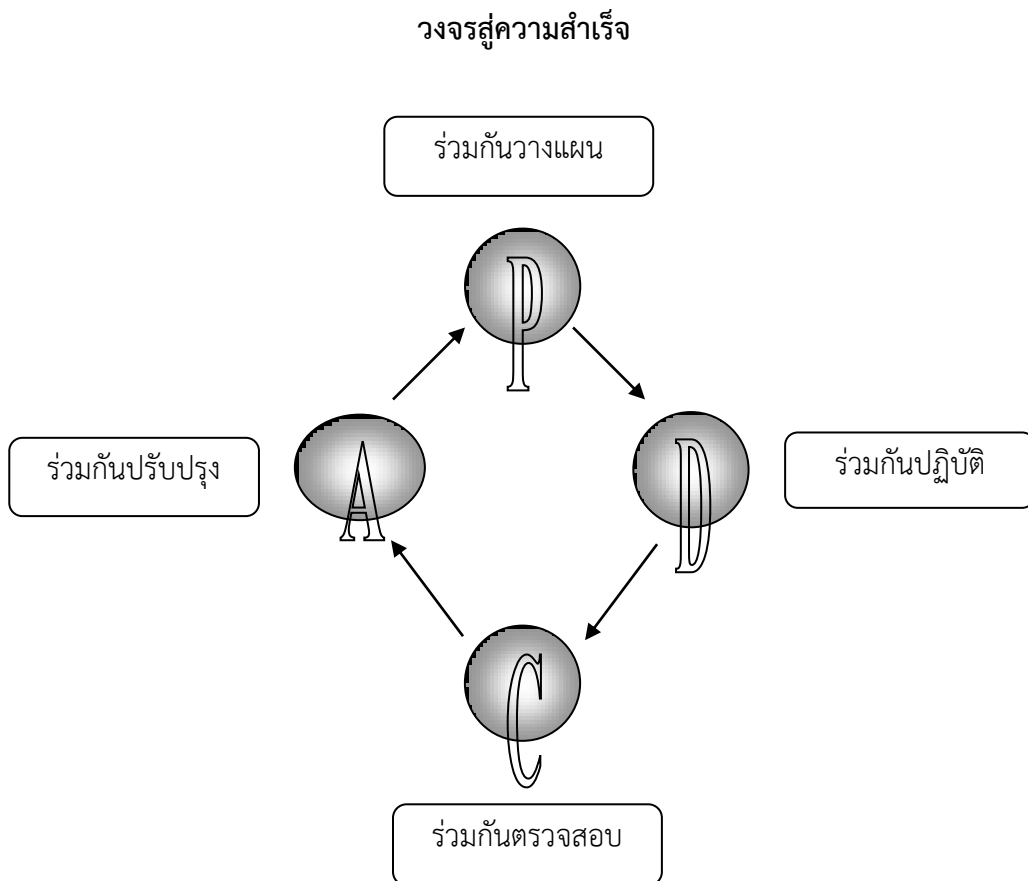 วงจรสู่ความสำเร็จ
ร่วมกันวางแผน
P
ร่วมกันปรับปรุง
A
D
ร่วมกันปฏิบัติ
C
ร่วมกันตรวจสอบ